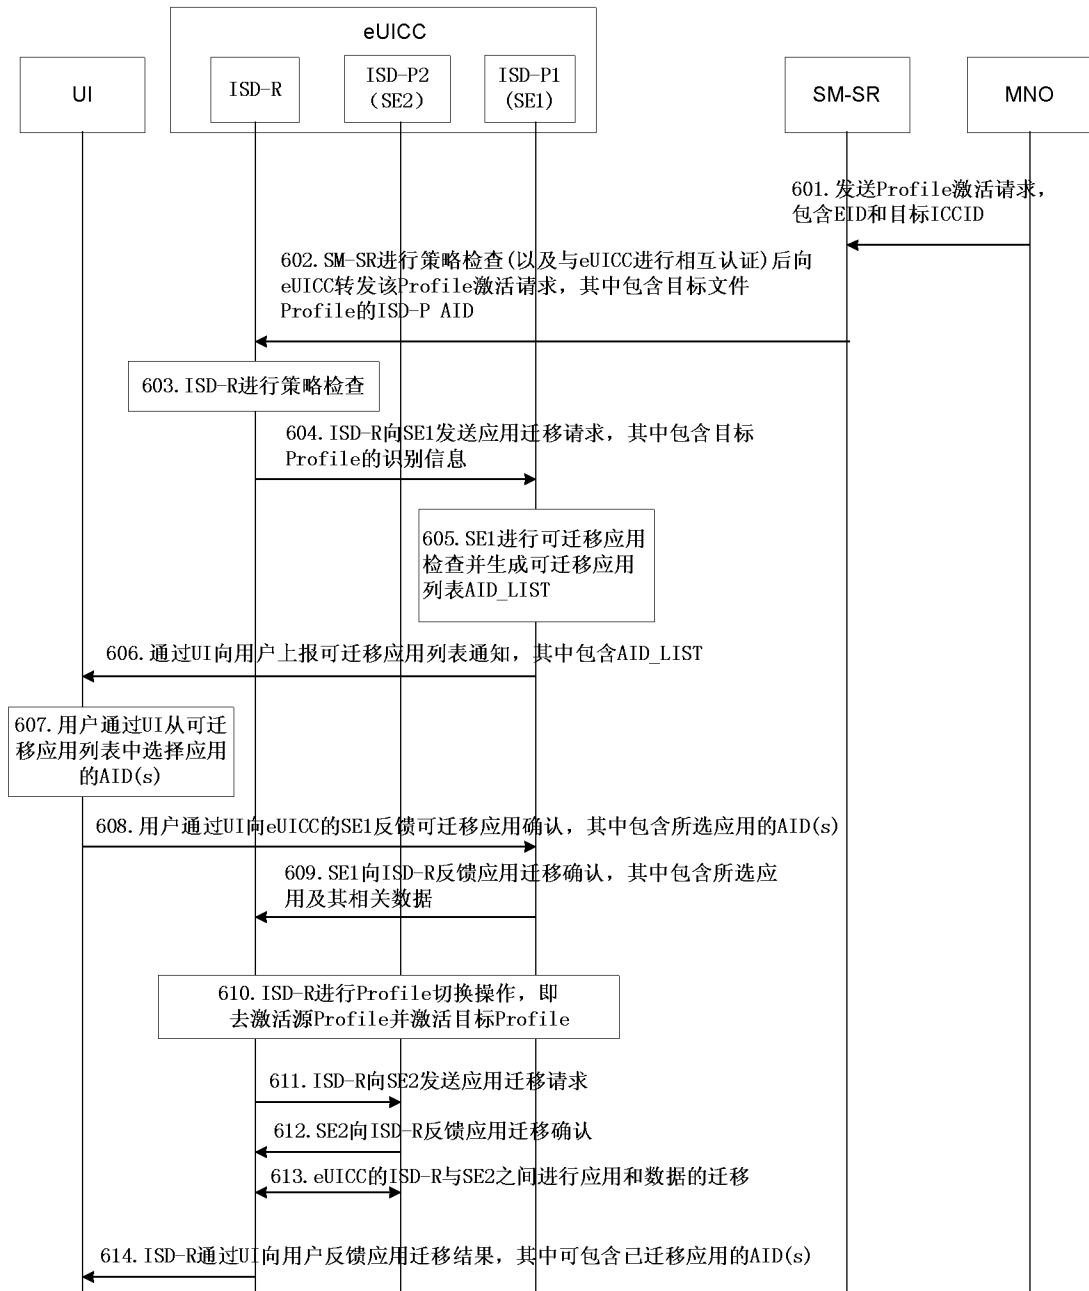 eUICC
UI
ISD-R
ISD-P2
(SE2)
ISD-P1
(SE1)
SM-SR
MNO
601.发送Profile激活请求，
包含EID和目标ICCID
602.SM-SR进行策略检查(以及与eUICC进行相互认证)后向
eUICC转发该Profile激活请求，其中包含目标文件
Profile的ISD-P AID
603.ISD-R进行策略检查
604.ISD-R向SE1发送应用迁移请求，其中包含目标
Profile的识别信息
605.SE1进行可迁移应用
检查并生成可迁移应用
列表AID_LIST
606.通过UI向用户上报可迁移应用列表通知，其中包含AID_LIST
607.用户通过UI从可迁
移应用列表中选择应用
的AID(s)
608.用户通过UI向eUICC的SE1反馈可迁移应用确认，其中包含所选应用的AID(s)
609.SE1向ISD-R反馈应用迁移确认，其中包含所选应
用及其相关数据
610.ISD-R进行Profile切换操作，即
去激活源Profile并激活目标Profile
611.ISD-R向SE2发送应用迁移请求
612.SE2向ISD-R反馈应用迁移确认
613.eUICC的ISD-R与SE2之间进行应用和数据的迁移
614.ISD-R通过UI向用户反馈应用迁移结果，其中可包含已迁移应用的AID(s)